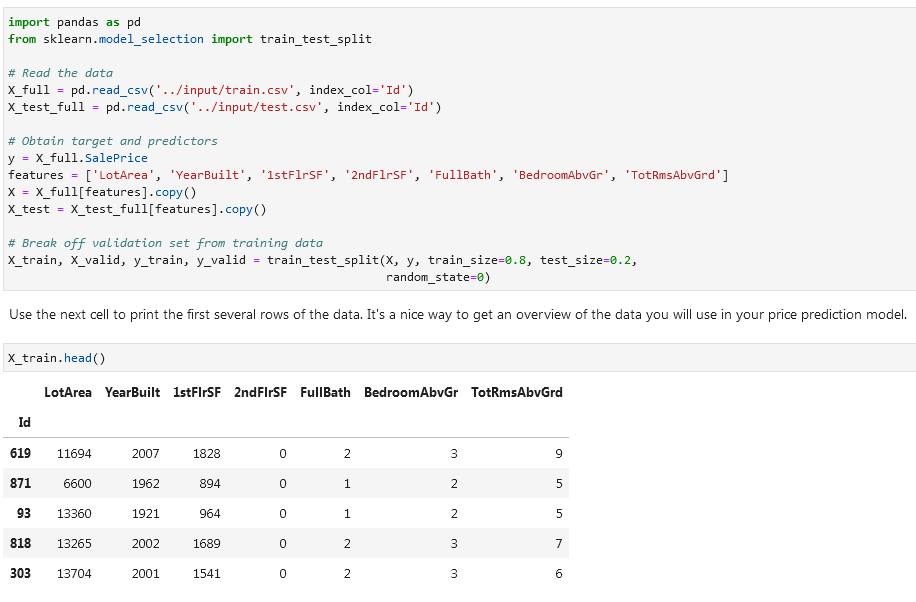 import pandas as pd
from sklearn.model_selection import train_test_split
# Read the data
X_full = pd.read_csv('../input/train.csv', index_col='Id')
X_test_full = pd.read_csv('../input/test.csv', index_col='Id')
# Obtain target and predictors
y = X_full.SalePrice
features = ['LotArea', 'YearBuilt', '1stFlrSF', '2ndFlrSF', 'FullBath', 'BedroomAbvGr', 'TotRmsAbvGrd']
X = X_full[features].copy()
X_test = X_test_full[features].copy()
# Break off validation set from training data
X_train, X_valid, y_train, y_valid = train_test_split(X, y, train_size=0.8, test_size=0.2,
random_state=0)
Use the next cell to print the first several rows of the data. It's a nice way to get an overview of the data you will use in your price prediction model.
X_train.head()
LotArea YearBuilt 1stFlrSF 2ndFlrSF FullBath BedroomAbvGr TotRmsAbvGrd
Id
619 11694 2007 1828 0 2 3 9
871 6600 1962 894 0 1 2 5
93 13360 1921 964 0 1 2 5
818 13265 2002 1689 0 2 3 7
303 13704 2001 1541 0 2 3 6